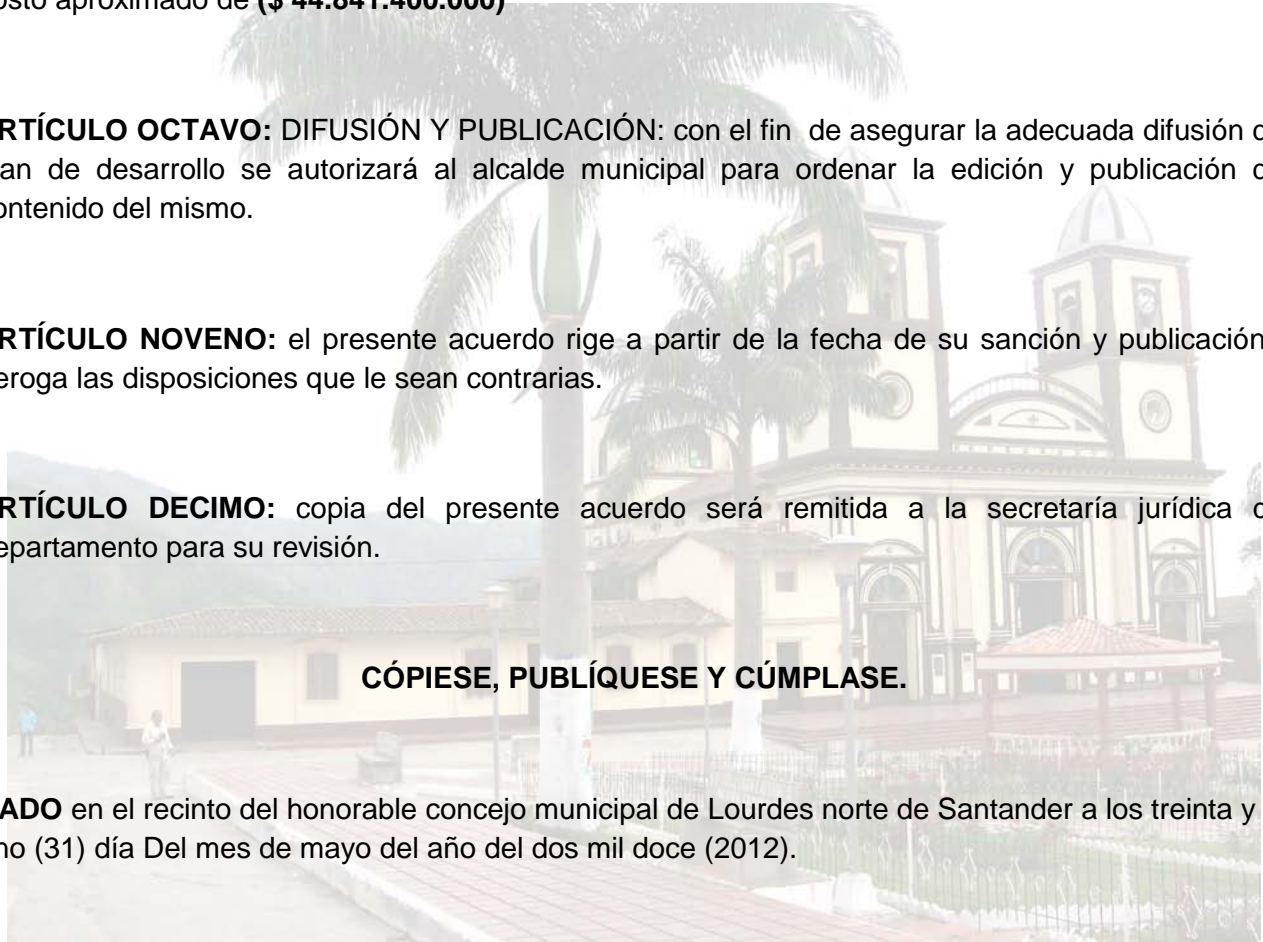 osto aproximado de ($ 44.841.400.000)
RTÍCULO OCTAVO: DIFUSIÓN Y PUBLICACIÓN: con el fin de asegurar la adecuada difusión d
an de desarrollo se autorizará al alcalde municipal para ordenar la edición y publicación d
ontenido del mismo.
RTÍCULO NOVENO: el presente acuerdo rige a partir de la fecha de su sanción y publicación
eroga las disposiciones que le sean contrarias.
RTÍCULO DECIMO: copia del presente acuerdo será remitida a la secretaría jurídica d
epartamento para su revisión.
CÓPIESE, PUBLÍQUESE Y CÚMPLASE.
ADO en el recinto del honorable concejo municipal de Lourdes norte de Santander a los treinta y
no (31) día Del mes de mayo del año del dos mil doce (2012).